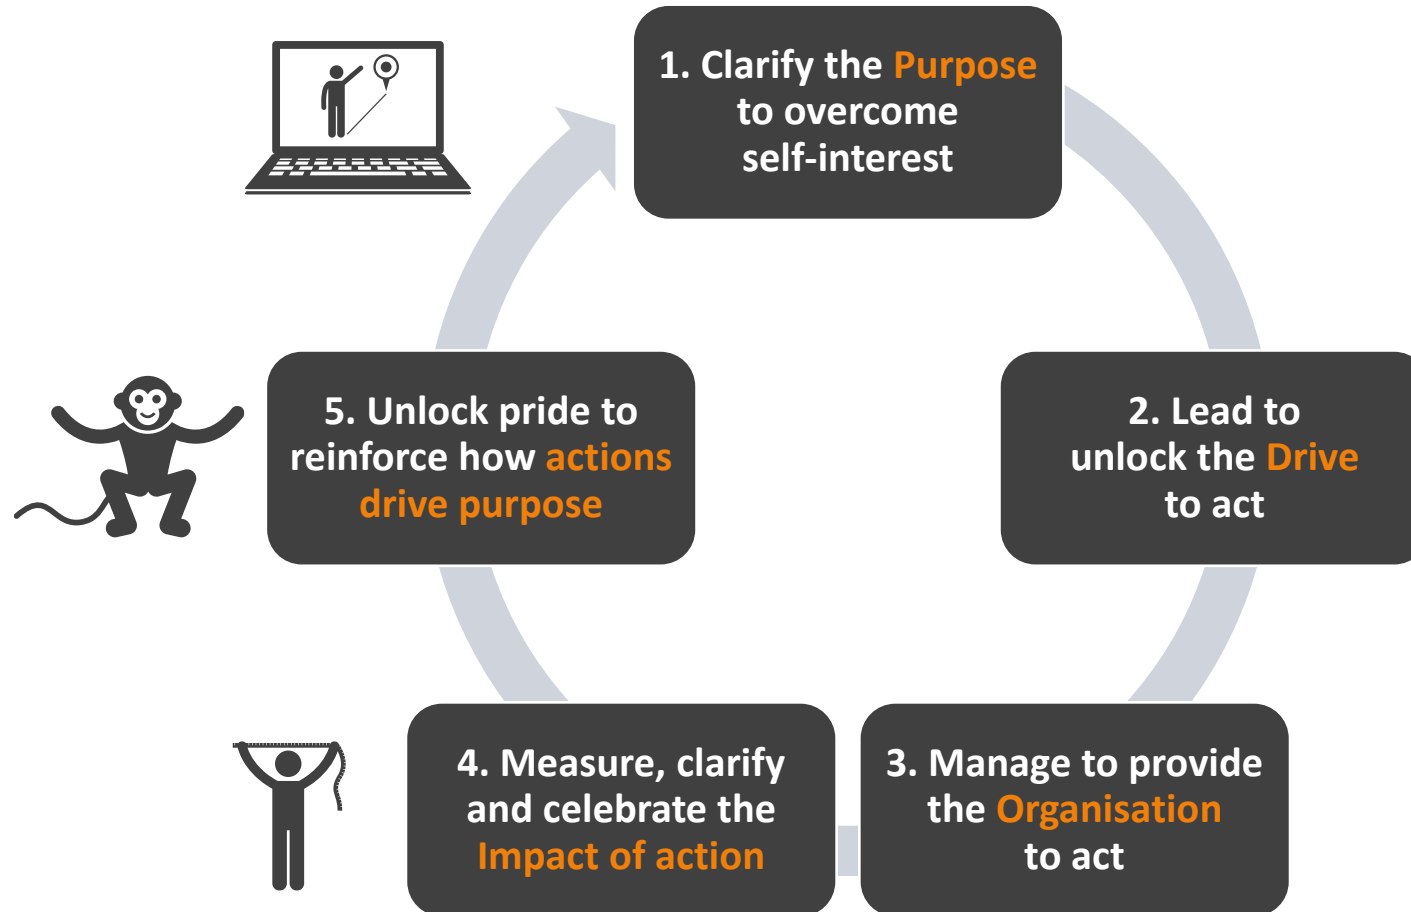 1. Clarify the Purpose
to overcome
self-interest
2. Lead to
unlock the Drive
to act
3. Manage to provide
the Organisation
to act
4. Measure, clarify
and celebrate the
Impact of action
5. Unlock pride to
reinforce how actions
drive purpose